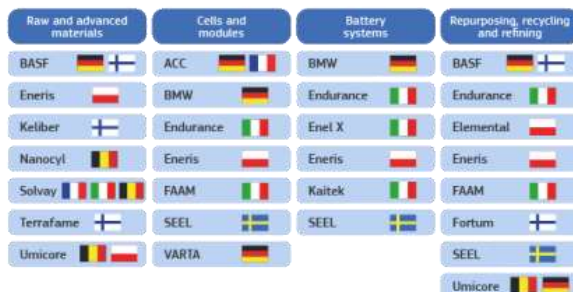 Raw and advanced
materials
BASF
Eneris
Keliber
Nanocyl
Solvay
Terrafame
Umicore
Cells and
modules
ACC
BMW
Endurance
Eneris
FAAM
SEEL
VARTA
Battery
systems
BMW
Endurance
Enel X
Eneris
Kaitek
SEEL
Repurposing, recycling
and refining
BASF
Endurance
Elemental
Eneris
FAAM
Fortum
SEEL
Umicore